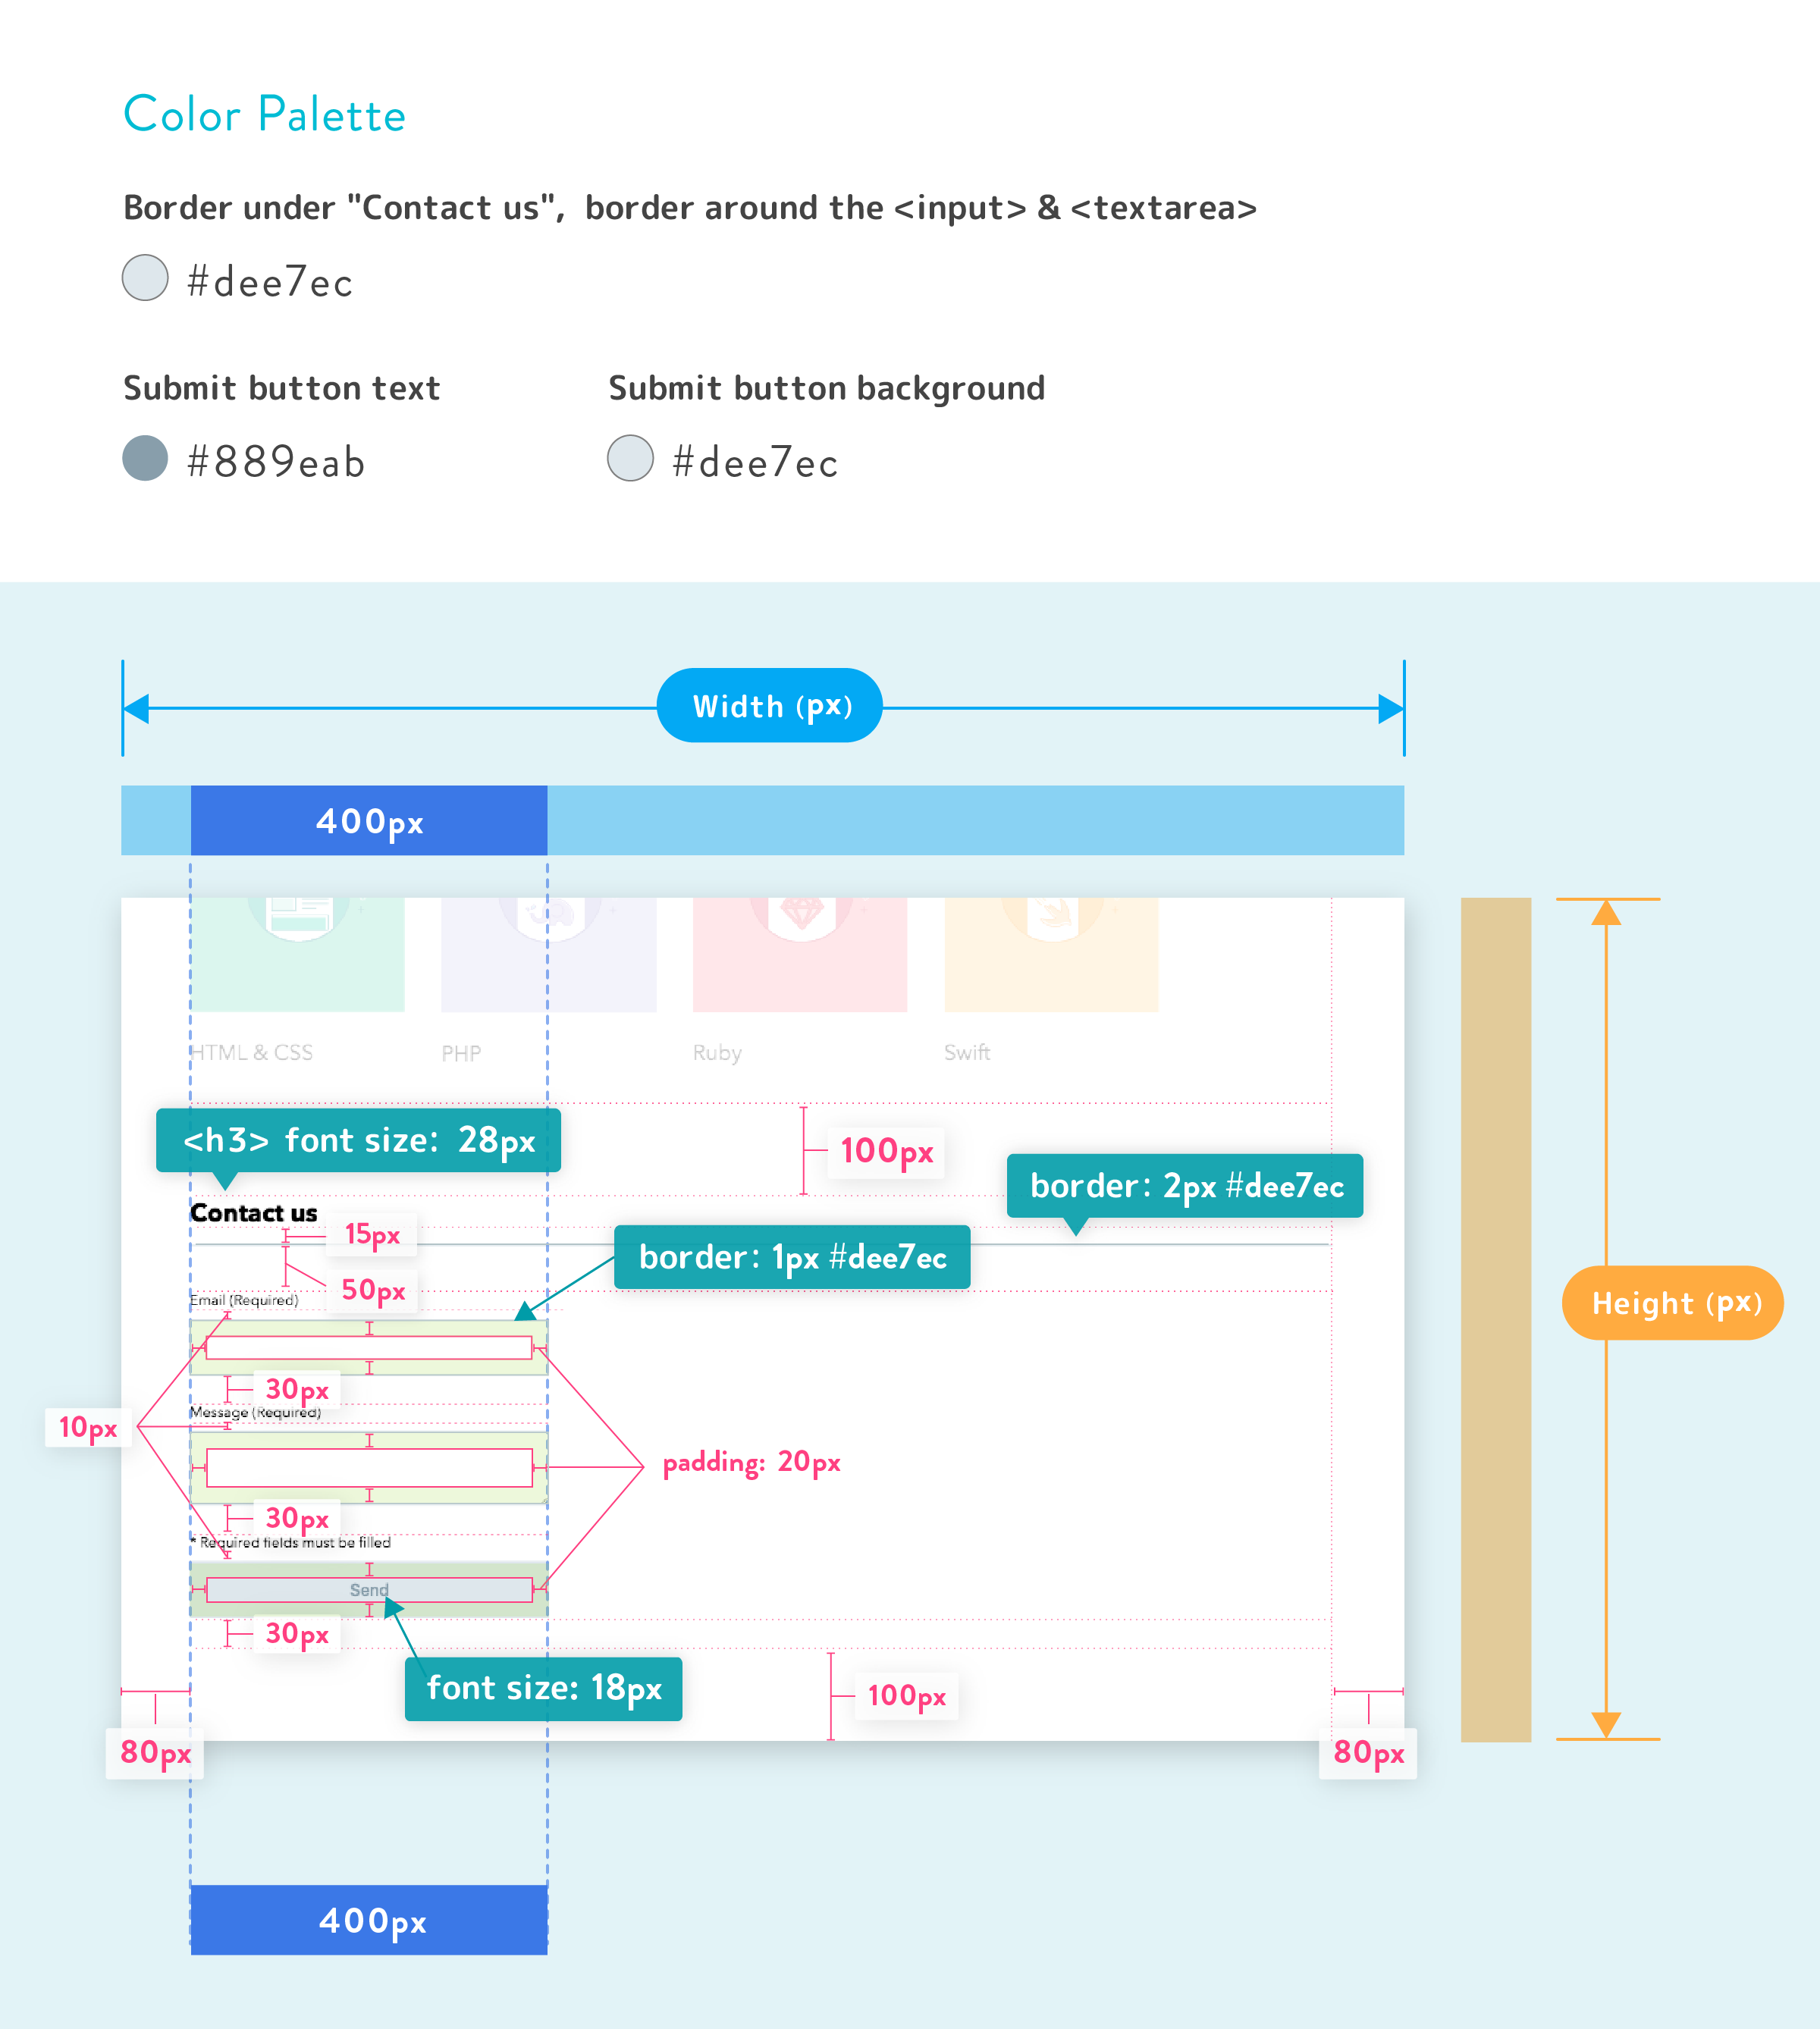 Color Palette
Border under "Contact us", border around the <input> & <textarea>
#dee7ec
Submit button text
Submit button background
#889eab
#dee7ec
Width (px)
400px
HTML & CSS
PHP
Ruby
Swift
<h3> font size: 28px
100px
border: 2px #dee7ec
Contact us
15px
border: 1px #dee7ec
50px
Email (Required)
Height (px)
30px
Message (Required)
10px
padding: 20px
30px
* Required fields must be filled
Send
30px
font size: 18px
100px
80px
80px
400px